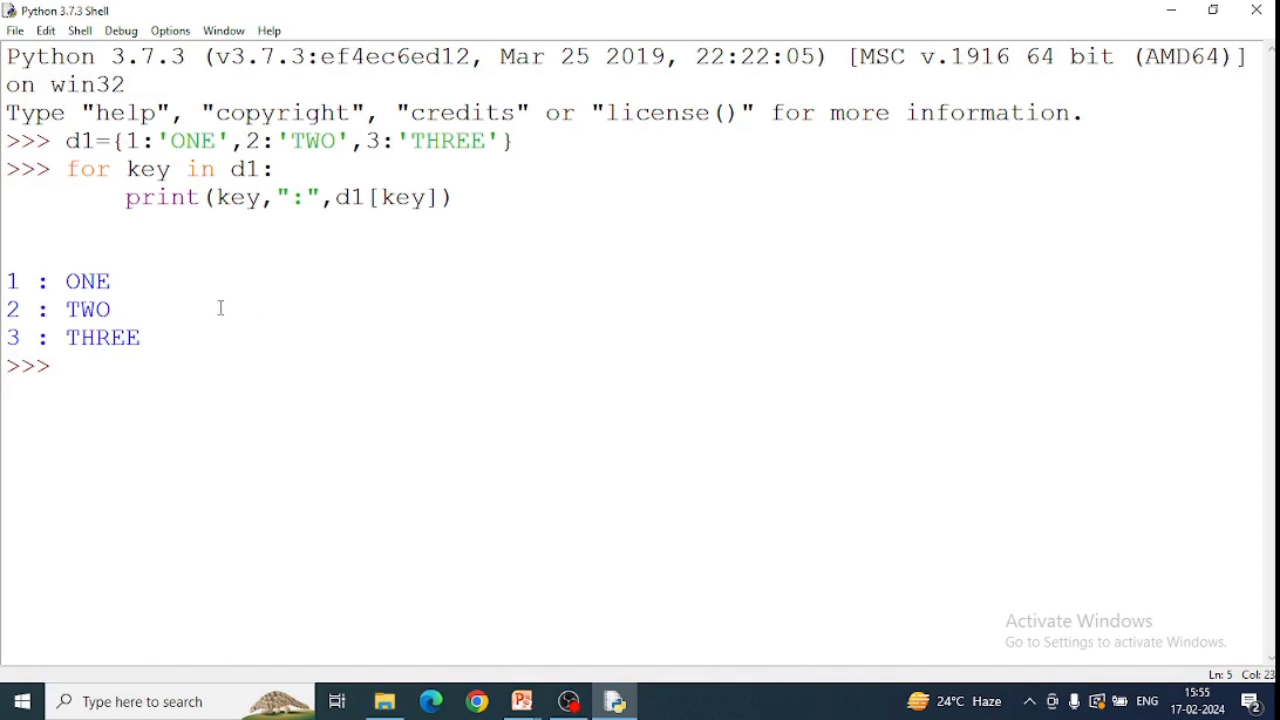 Python 3.7.3 Shell
File Edit Shell Debug Options Window Help
Python 3.7.3 (v3.7.3:ef4ec6ed12, Mar 25 2019, 22:22:05) [MSC v.1916 64 bit (AMD64)]
on win32
Type "help", "copyright", "credits" or "license()" for more information.
>>> d1={1:'ONE',2:'TWO',3:'THREE'}
>>> for key in d1:
print(key,":",d1[key])
1 : ONE
2 : TWO
3 : THREE
>>>
Activate Windows
Go to Settings to activate Windows.
Ln: 5 Col: 23
Type here to search
24°C Haze
ENG
15:55
17-02-2024
2